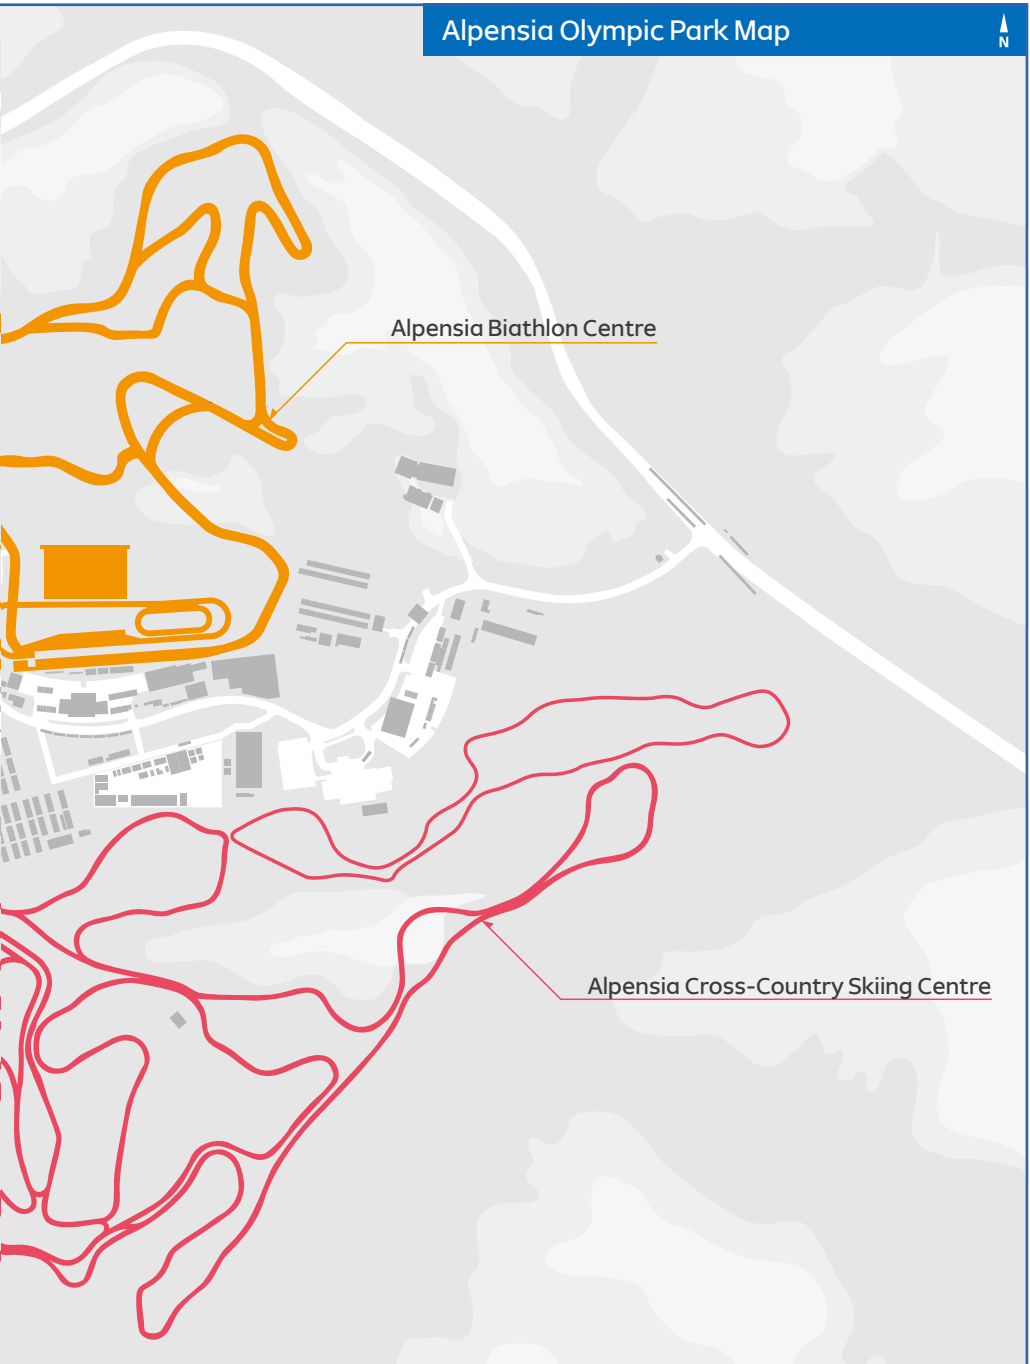 Alpensia Olympic Park Map
N
Alpensia Biathlon Centre
Alpensia Cross-Country Skiing Centre